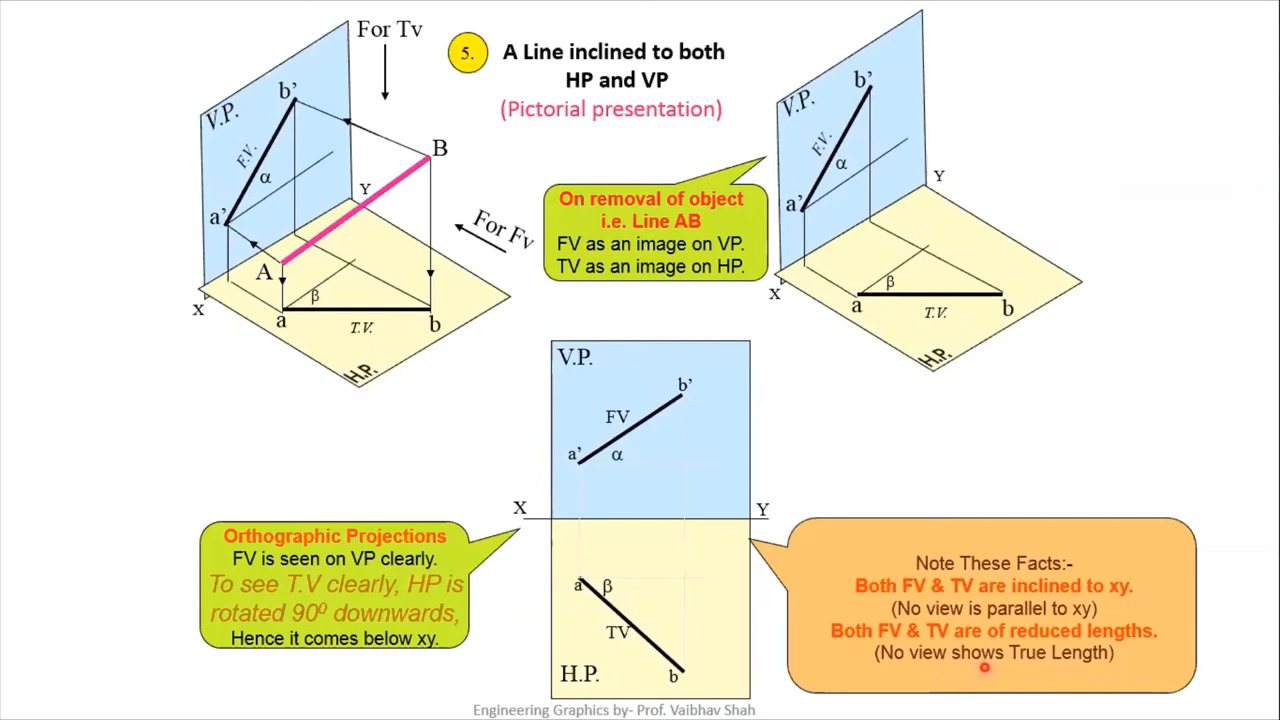 For Tv
5.
A Line inclined to both
HP and VP
(Pictorial presentation)
V.P.
b’
F.V.
α
a’
Y
B
For Fv
A
X
β
a
b
T.V.
H.P.
On removal of object
i.e. Line AB
FV as an image on VP.
TV as an image on HP.
V.P.
b’
F.V.
α
a’
Y
X
β
a
b
T.V.
H.P.
V.P.
b’
FV
a’
α
X
Y
a
β
TV
b
H.P.
Orthographic Projections
FV is seen on VP clearly.
To see T.V clearly, HP is
rotated 90⁰ downwards,
Hence it comes below xy.
Note These Facts:-
Both FV & TV are inclined to xy.
(No view is parallel to xy)
Both FV & TV are of reduced lengths.
(No view shows True Length)
Engineering Graphics by- Prof. Vaibhav Shah